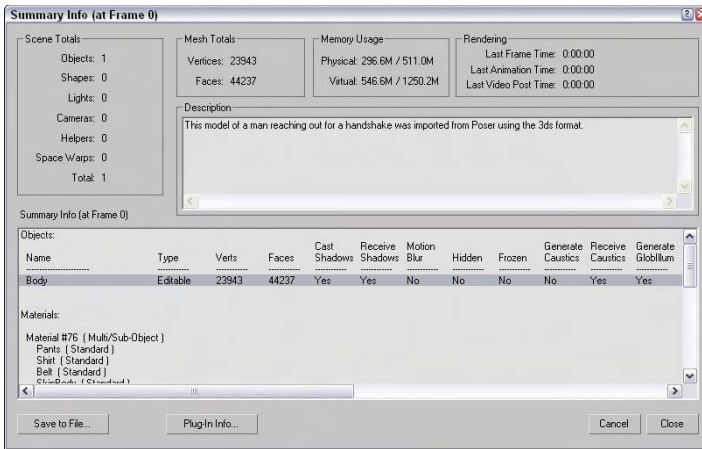 Summary Info (at Frame 0)
Scene Totals
Objects: 1
Shapes: 0
Lights: 0
Cameras: 0
Helpers: 0
Space Warps: 0
Total: 1
Mesh Totals
Vertices: 23943
Faces: 44237
Memory Usage
Physical: 296.6M / 511.0M
Virtual: 546.6M / 1250.2M
Rendering
Last Frame Time: 0:00:00
Last Animation Time: 0:00:00
Last Video Post Time: 0:00:00
Description
This model of a man reaching out for a handshake was imported from Poser using the 3ds format.
Summary Info (at Frame 0)
Objects:
Cast Receive Motion Generate Receive Generate
Name Type Verts Faces Shadows Shadows Blur Hidden Frozen Caustics Caustics GlobIllum
Body Editable 23943 44237 Yes Yes No No No No Yes Yes
Materials:
Material #76 ( Multi/Sub-Object )
Pants ( Standard )
Shirt ( Standard )
Belt ( Standard )
SkinBody ( Standard )
Save to File...
Plug-In Info...
Cancel
Close